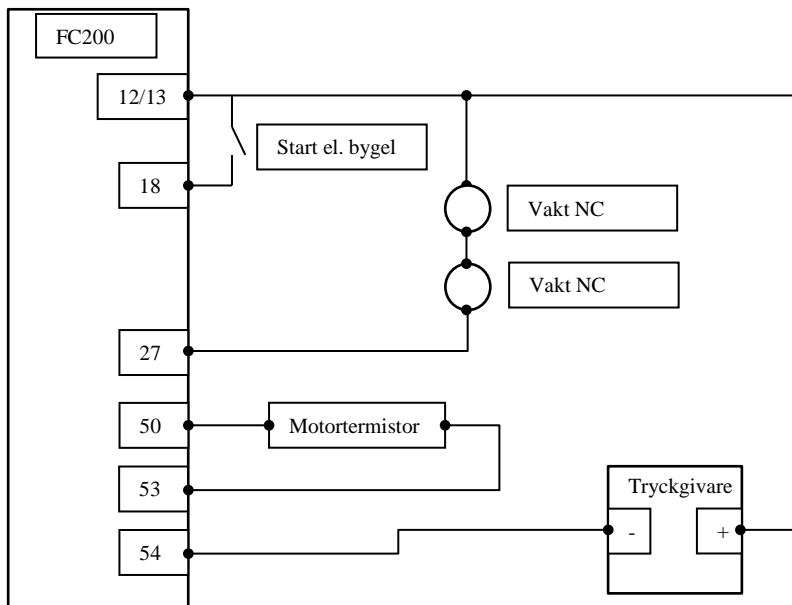 FC200
12/13
Start el. bygel
18
Vakt NC
Vakt NC
27
50
Motortermistor
53
Tryckgivare
- +
54